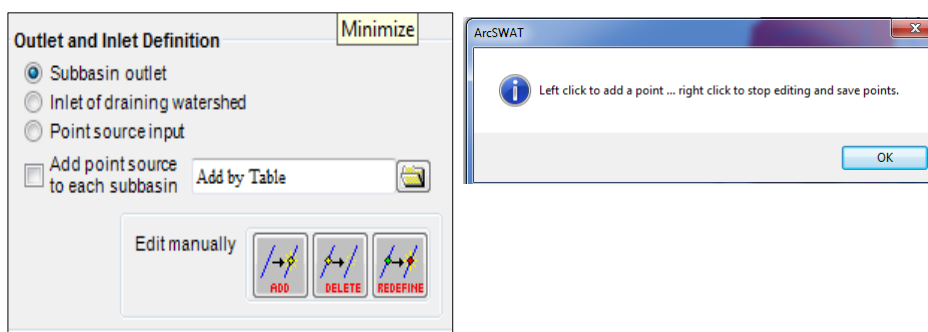 Minimize
Outlet and Inlet Definition
Subbasin outlet
Inlet of draining watershed
Point source input
Add point source
to each subbasin
Add by Table
Edit manually
ADD
DELETE
REDEFINE
ArcSWAT
Left click to add a point ... right click to stop editing and save points.
OK